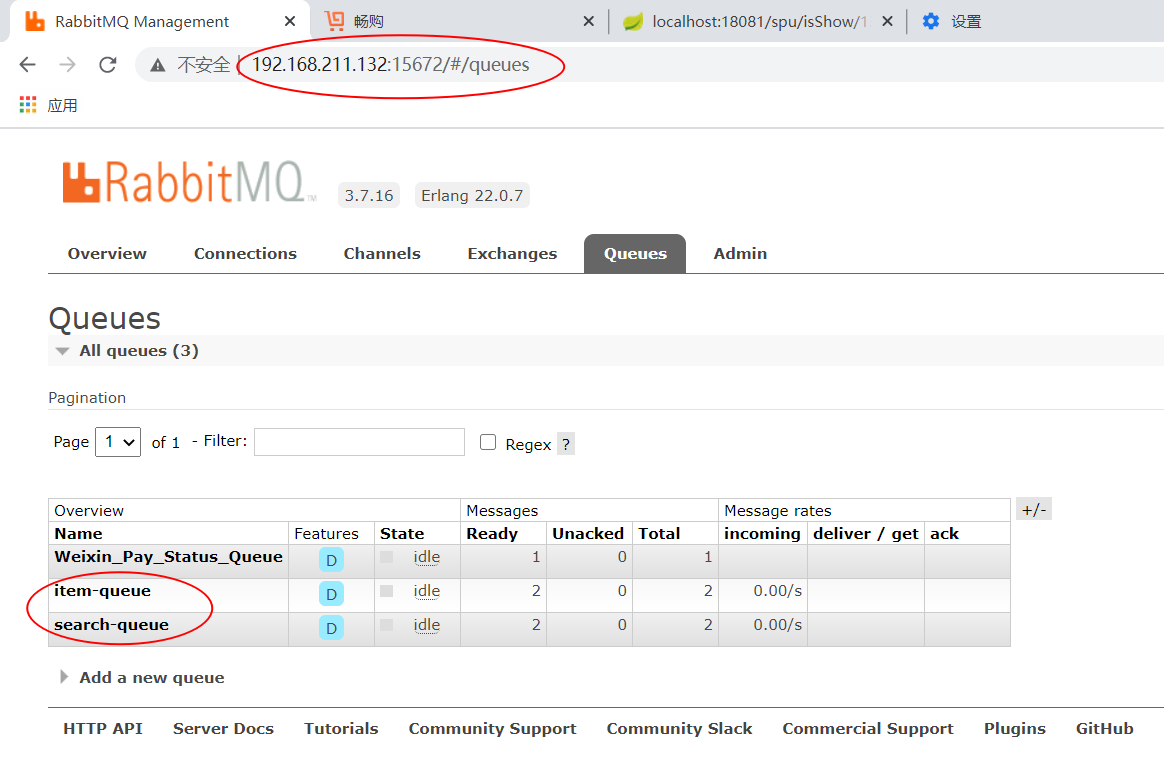 RabbitMQ Management 畅购 localhost:18081/spu/isShow/1 设置
不安全 192.168.211.132:15672/#/queues
应用
RabbitMQ TM 3.7.16 Erlang 22.0.7
Overview Connections Channels Exchanges Queues Admin
Queues
All queues (3)
Pagination
Page 1 of 1 - Filter: Regex ?
Overview Messages Message rates +/-
Name Features State Ready Unacked Total incoming deliver / get ack
Weixin_Pay_Status_Queue D idle 1 0 1
item-queue D idle 2 0 2 0.00/s
search-queue D idle 2 0 2 0.00/s
Add a new queue
HTTP API Server Docs Tutorials Community Support Community Slack Commercial Support Plugins GitHub